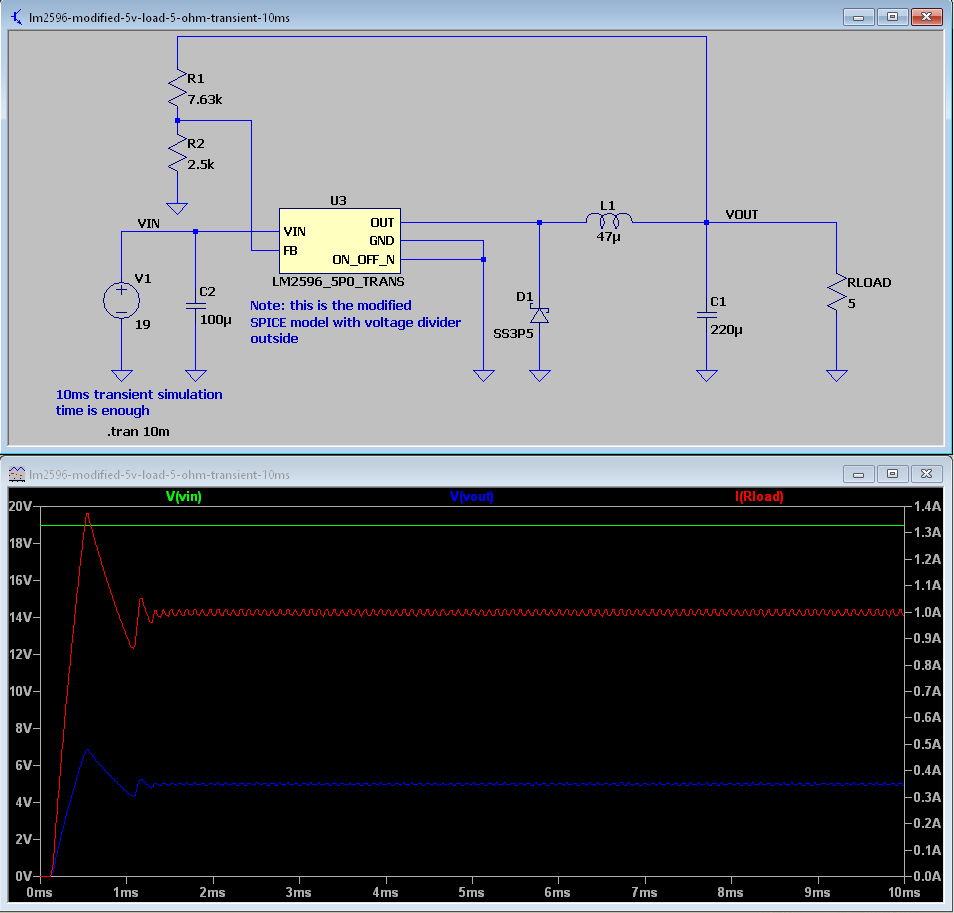 lm2596-modified-5v-load-5-ohm-transient-10ms
R1
7.63k
R2
2.5k
U3
VIN
VIN
FB
OUT
GND
ON_OFF_N
LM2596_5P0_TRANS
L1
47µ
VOUT
V1
19
C2
100µ
Note: this is the modified
SPICE model with voltage divider
outside
D1
SS3P5
C1
220µ
RLOAD
5
10ms transient simulation
time is enough
.tran 10m
lm2596-modified-5v-load-5-ohm-transient-10ms
V(vin) V(vout) I(Rload)
20V
18V
16V
14V
12V
10V
8V
6V
4V
2V
0V
1.4A
1.3A
1.2A
1.1A
1.0A
0.9A
0.8A
0.7A
0.6A
0.5A
0.4A
0.3A
0.2A
0.1A
0.0A
0ms 1ms 2ms 3ms 4ms 5ms 6ms 7ms 8ms 9ms 10ms